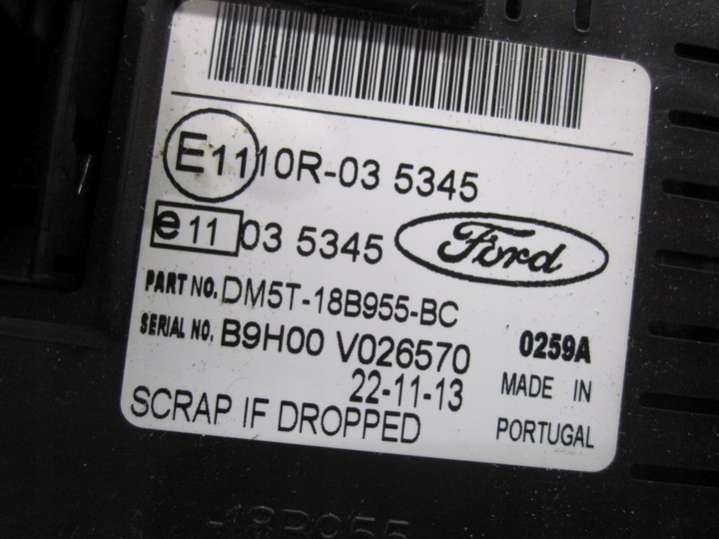 E11 10R-03 5345
e11 03 5345 Ford
PART NO. DM5T-18B955-BC
SERIAL NO. B9H00 V026570 0259A
22-11-13 MADE IN
SCRAP IF DROPPED PORTUGAL